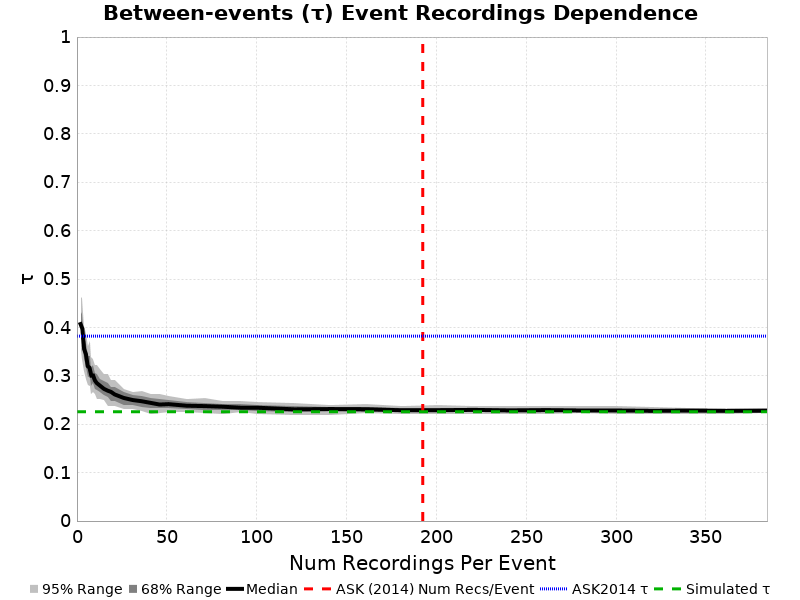 Between-events (τ) Event Recordings Dependence
1
0.9
0.8
0.7
0.6
0.5
0.4
0.3
0.2
0.1
0
τ
0 50 100 150 200 250 300 350
Num Recordings Per Event
95% Range 68% Range Median ASK (2014) Num Recs/Event ASK2014 τ Simulated τ